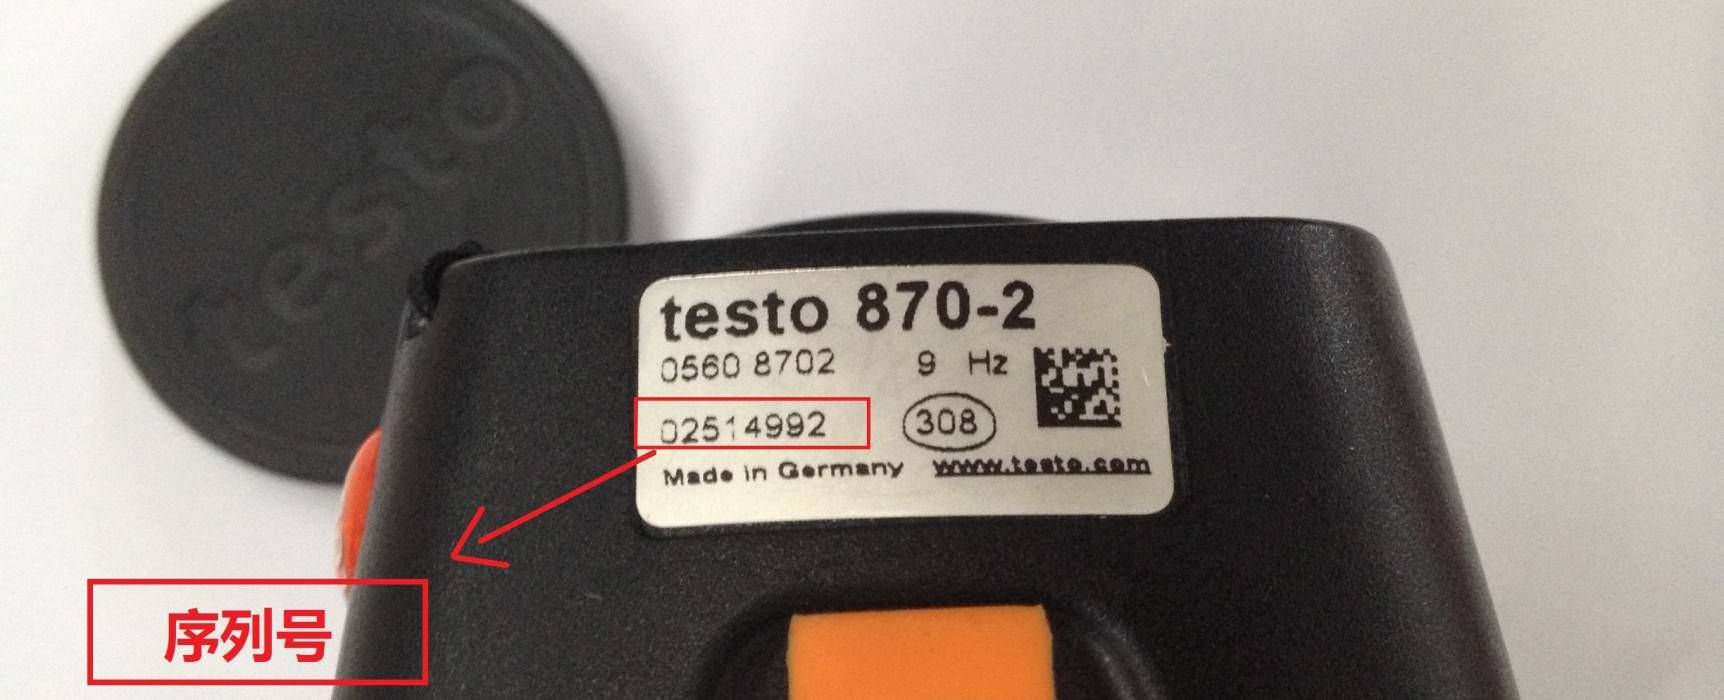 testo
testo 870-2
0560 8702 9 Hz
02514992 308
Made in Germany www.testo.com
序列号